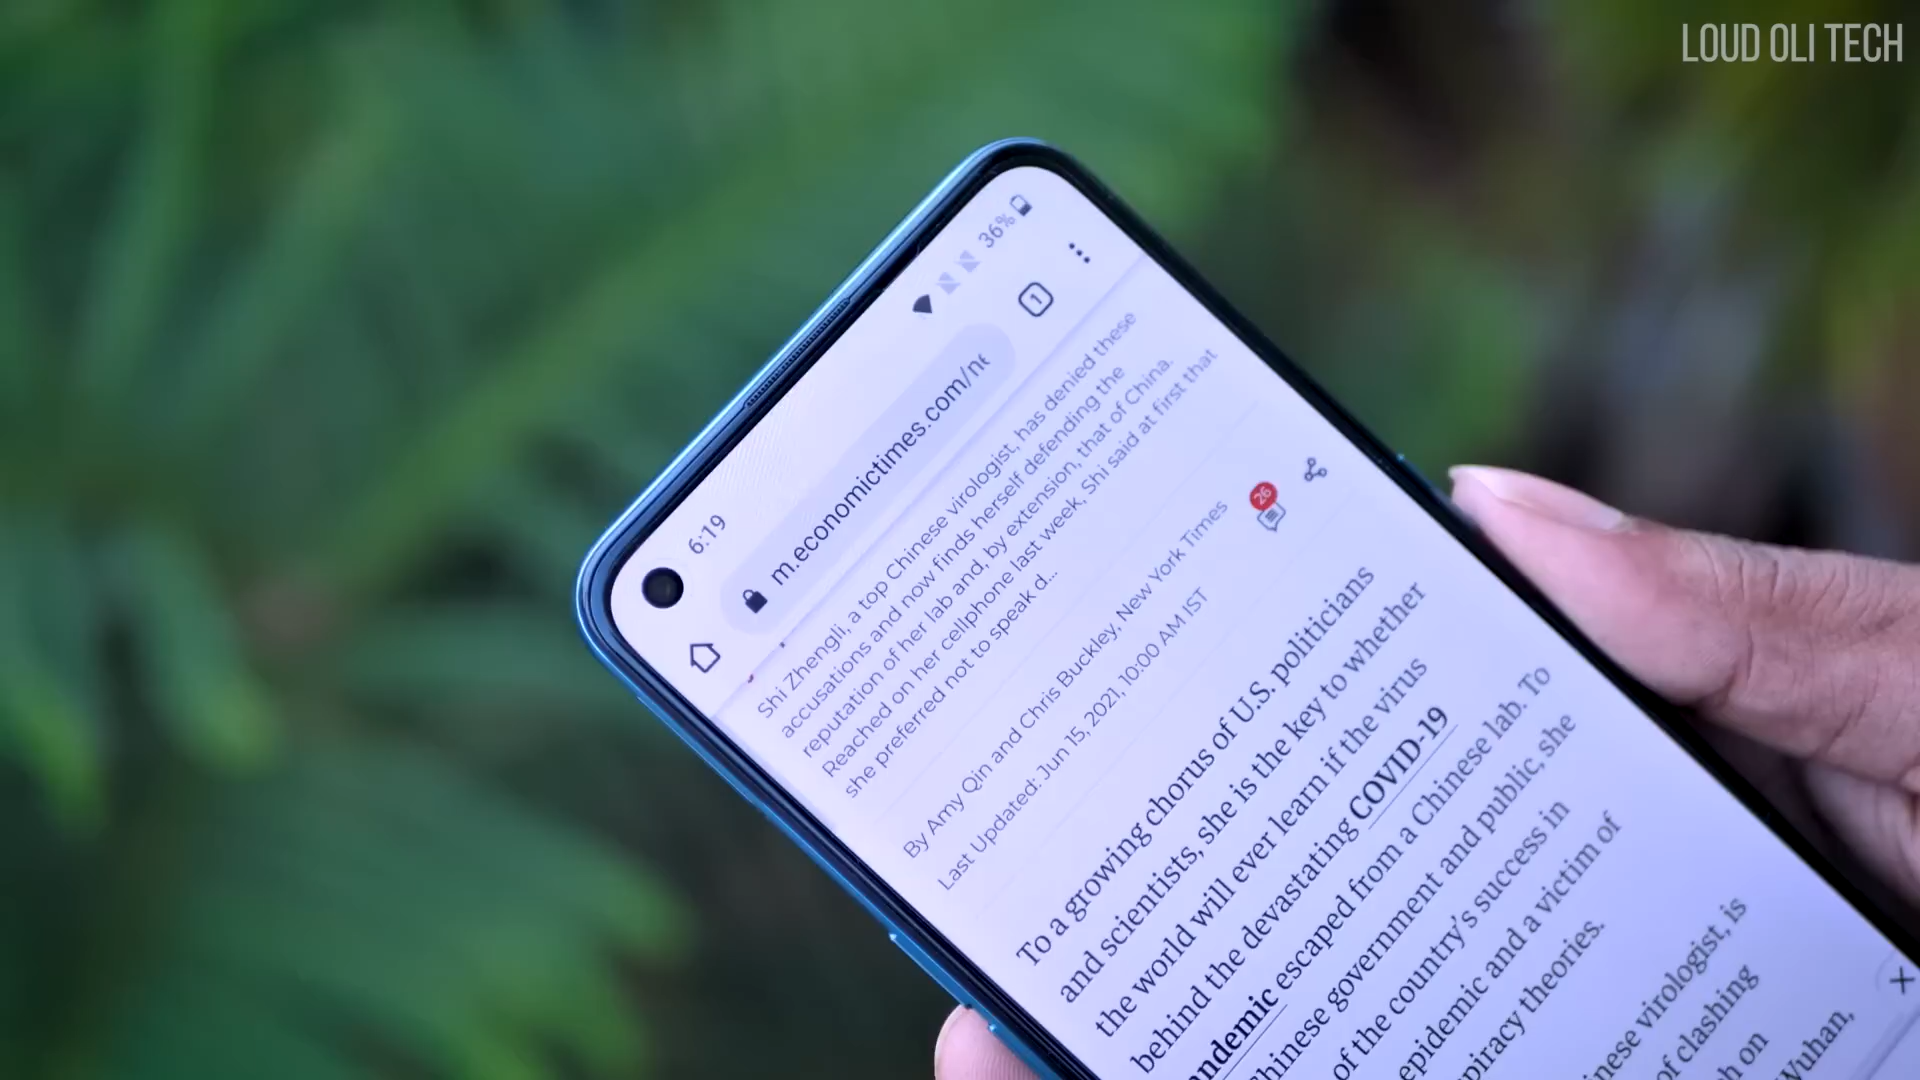 LOUD OLI TECH
6:19
36%
m.economictimes.com/ne
1
Shi Zhengli, a top Chinese virologist, has denied these
accusations and now finds herself defending the
reputation of her lab and, by extension, that of China.
Reached on her cellphone last week, Shi said at first that
she preferred not to speak d...
By Amy Qin and Chris Buckley, New York Times
Last Updated: Jun 15, 2021, 10:00 AM IST
26
To a growing chorus of U.S. politicians
and scientists, she is the key to whether
the world will ever learn if the virus
behind the devastating COVID-19
andemic escaped from a Chinese lab. To
hinese government and public, she
of the country's success in
epidemic and a victim of
spiracy theories.
inese virologist, is
of clashing
h on
Wuhan,